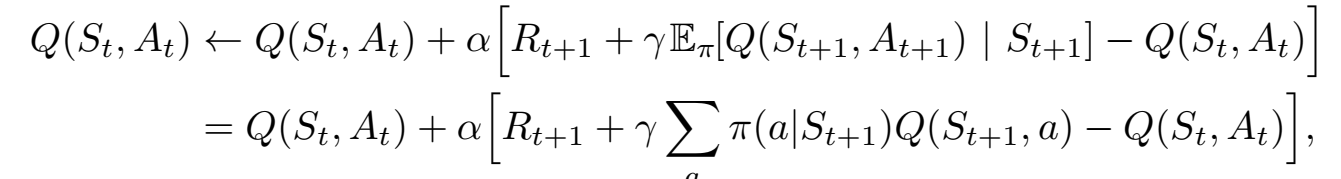 Q(S_t, A_t) ← Q(S_t, A_t) + α[R_{t+1} + γ𝔼_π[Q(S_{t+1}, A_{t+1}) | S_{t+1}] − Q(S_t, A_t)]
= Q(S_t, A_t) + α[R_{t+1} + γ∑_a π(a|S_{t+1})Q(S_{t+1}, a) − Q(S_t, A_t)],